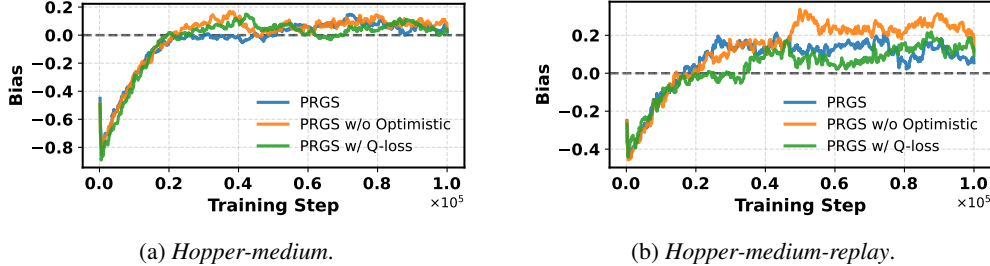 0.2
0.0
−0.2
−0.4
−0.6
−0.8
Bias
PRGS
PRGS w/o Optimistic
PRGS w/ Q-loss
0.0 0.2 0.4 0.6 0.8 1.0
Training Step ×10⁵
(a) Hopper-medium.
0.2
0.0
−0.2
−0.4
Bias
PRGS
PRGS w/o Optimistic
PRGS w/ Q-loss
0.0 0.2 0.4 0.6 0.8 1.0
Training Step ×10⁵
(b) Hopper-medium-replay.